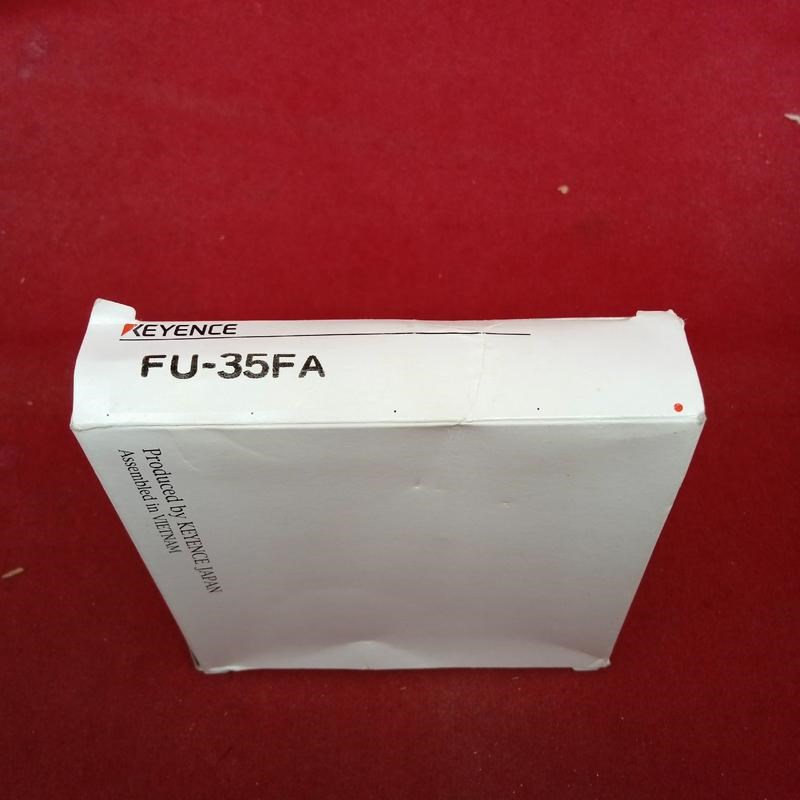 KEYENCE
FU-35FA
Produced by KEYENCE JAPAN
Assembled in VIETNAM